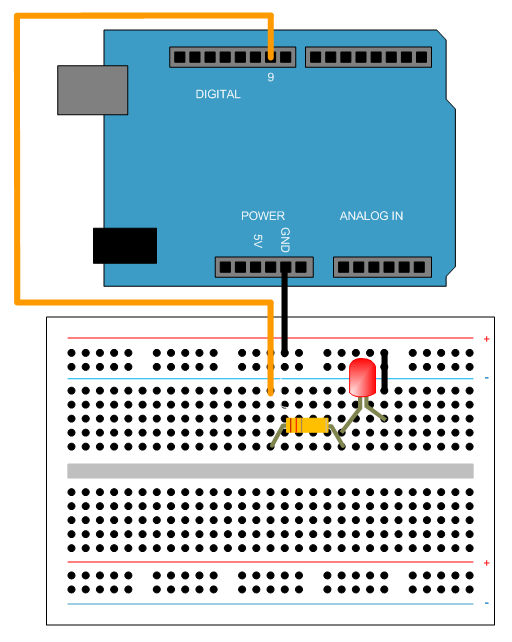 9
DIGITAL
POWER
ANALOG IN
5V
GND
+
-
+
-